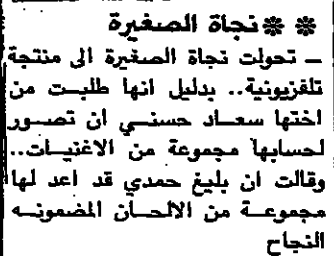 ※ ※ نجاة الصغيرة
ـ تحولت نجاة الصغيرة الى منتجة
تلفزيونية.. بدليل انها طلبت من
اختها سعاد حسني ان تصور
لحسابها مجموعة من الاغنيات..
وقالت ان بليغ حمدي قد اعد لها
مجموعة من الالحان المضمونه
النجاح